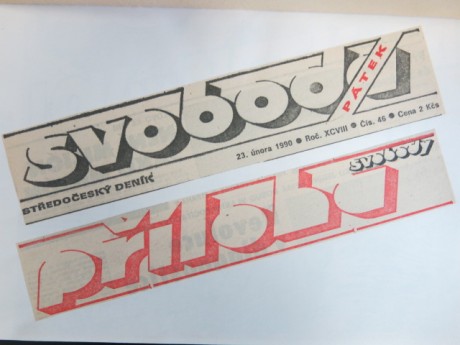 svoboda
PÁTEK
23. února 1990 ● Roč. XCVIII ● Čís. 46 ● Cena 2 Kčs
STŘEDOČESKÝ DENÍK
příloha
svobody